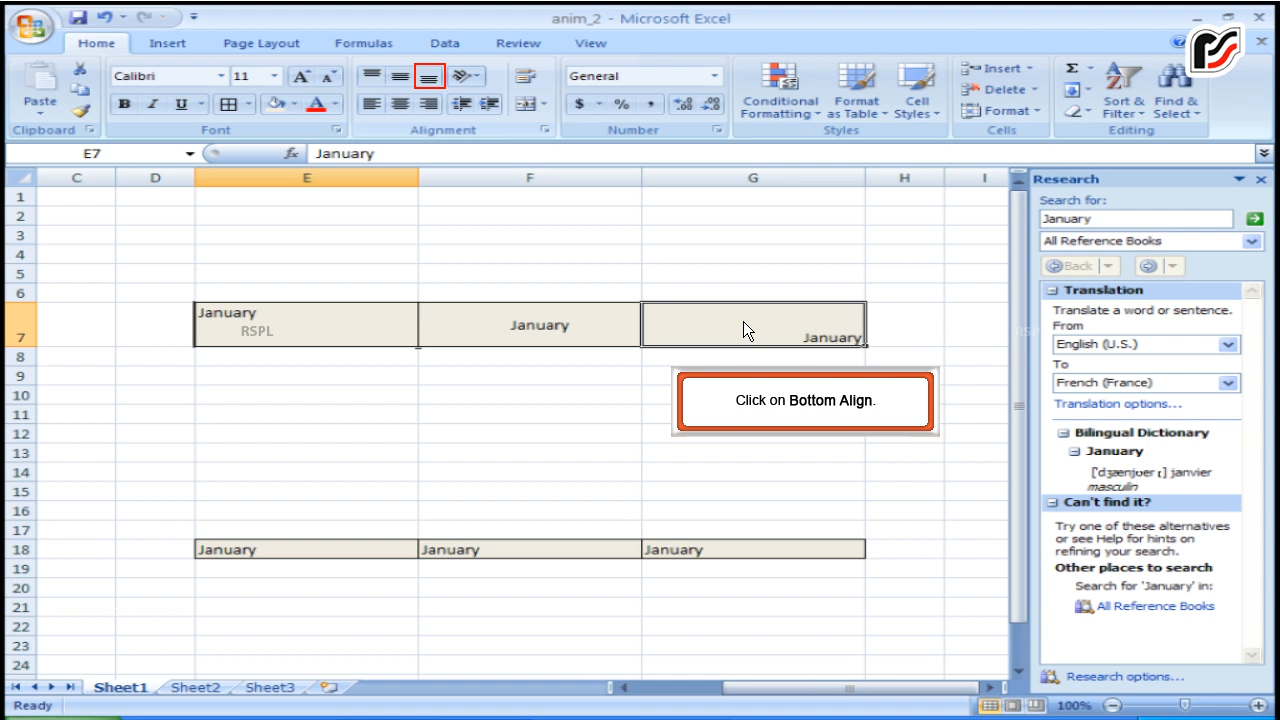 anim_2 - Microsoft Excel
Home Insert Page Layout Formulas Data Review View
Paste
Clipboard
Calibri 11
B I U
Font
Alignment
General
$ % ,
Number
Conditional Formatting
Format as Table
Cell Styles
Styles
Insert
Delete
Format
Cells
Sort & Filter
Find & Select
Editing
E7 fx January
C D E F G H I
1
2
3
4
5
6
7 January January January
RSPL
8
9
Click on Bottom Align.
10
11
12
13
14
15
16
17
18 January January January
19
20
21
22
23
24
Sheet1 Sheet2 Sheet3
Ready 100%
Research
Search for:
January
All Reference Books
Back
Translation
Translate a word or sentence.
From
English (U.S.)
To
French (France)
Translation options...
Bilingual Dictionary
January
janvier
masculin
Can't find it?
Try one of these alternatives
or see Help for hints on
refining your search.
Other places to search
Search for 'January' in:
All Reference Books
Research options...